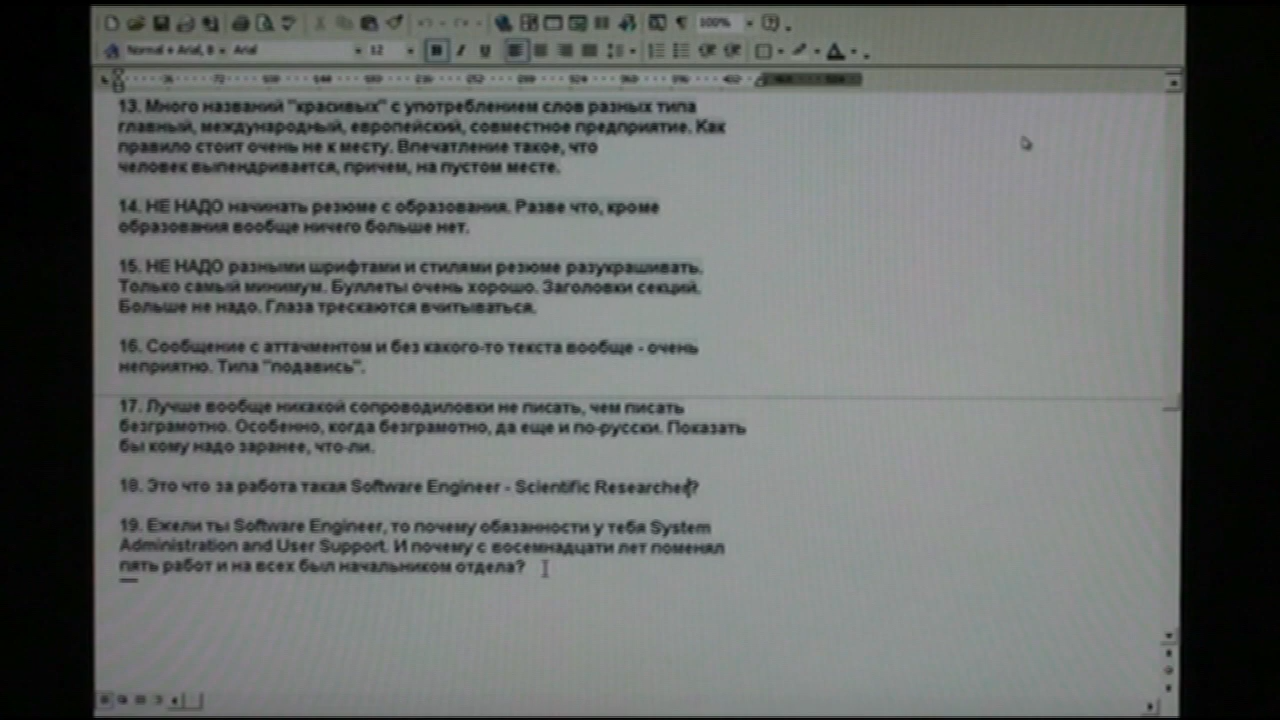 Normal + Arial, B
Arial
12
100%
13. Много названий "красивых" с употреблением слов разных типа
главный, международный, европейский, совместное предприятие. Как
правило стоит очень не к месту. Впечатление такое, что
человек выпендривается, причем, на пустом месте.
14. НЕ НАДО начинать резюме с образования. Разве что, кроме
образования вообще ничего больше нет.
15. НЕ НАДО разными шрифтами и стилями резюме разукрашивать.
Только самый минимум. Буллеты очень хорошо. Заголовки секций.
Больше не надо. Глаза трескаются вчитываться.
16. Сообщение с аттачментом и без какого-то текста вообще - очень
неприятно. Типа "подавись".
17. Лучше вообще никакой сопроводиловки не писать, чем писать
безграмотно. Особенно, когда безграмотно, да еще и по-русски. Показать
бы кому надо заранее, что-ли.
18. Это что за работа такая Software Engineer - Scientific Researcher?
19. Ежели ты Software Engineer, то почему обязанности у тебя System
Administration and User Support. И почему с восемнадцати лет поменял
пять работ и на всех был начальником отдела?